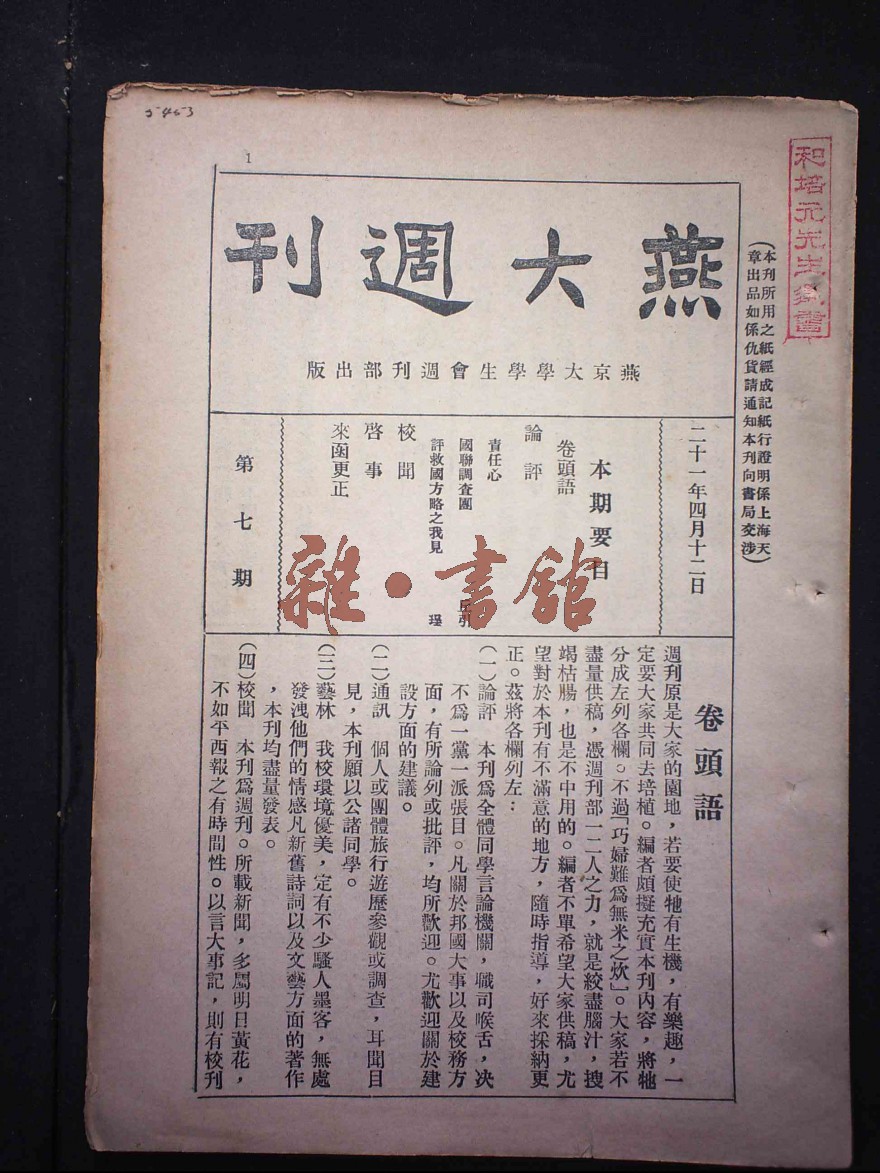 5453
1
和培元先生
(本刊所用之紙經成記紙行證明係上海天
章出品如係仇貨請通知本刊向書局交涉)
燕大週刊
燕京大學學生會週刊部出版
二十一年四月十二日
本期要目
卷頭語
論評
責任心
國聯調查團
評救國方略之我見
校聞
啓事
來函更正
第七期
雜·書館
卷頭語
週刊原是大家的園地,若要使牠有生機,有樂趣,一
定要大家共同去培植。編者頗擬充實本刊內容,將牠
分成左列各欄。不過「巧婦難爲無米之炊」。大家若不
盡量供稿,憑週刊部一二人之力,就是絞盡腦汁,搜
竭枯腸,也是不中用的。編者不單希望大家供稿,尤
望對於本刊有不滿意的地方,隨時指導,好來採納更
正。茲將各欄列左:
(一)論評 本刊爲全體同學言論機關,職司喉舌,决
不爲一黨一派張目。凡關於邦國大事以及校務方
面,有所論列或批評,均所歡迎。尤歡迎關於建
設方面的建議。
(二)通訊 個人或團體旅行遊歷參觀或調查,耳聞目
見,本刊願以公諸同學。
(三)藝林 我校環境優美,定有不少騷人墨客,無處
發洩他們的情感凡新舊詩詞以及文藝方面的著作
,本刊均盡量發表。
(四)校聞 本刊爲週刊。所載新聞,多屬明日黃花,
不如平西報之有時間性。以言大事記,則有校刊